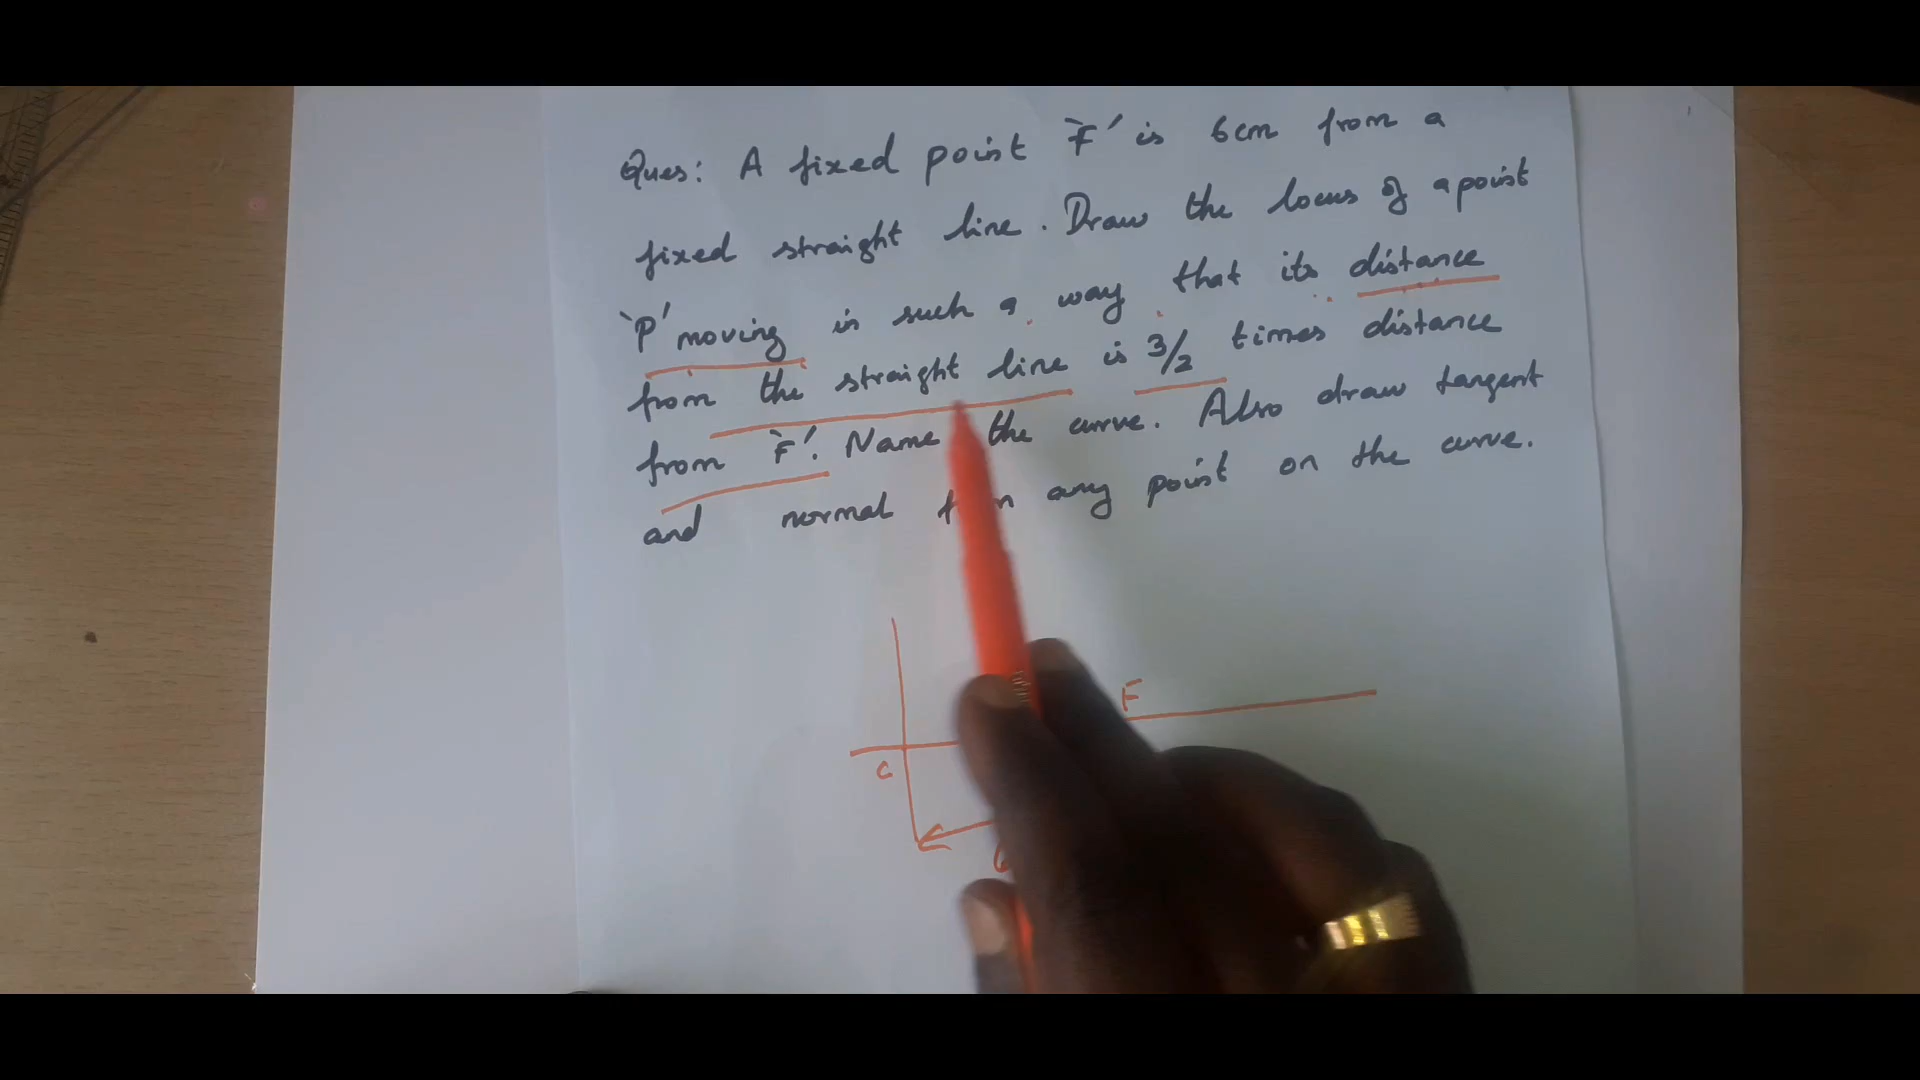 Ques: A fixed point `F' is 6cm from a
fixed straight line. Draw the locus of a point
`P' moving in such a way that its distance
from the straight line is 3/2 times distance
from `F'. Name the curve. Also draw tangent
and normal any point on the curve.
F
C